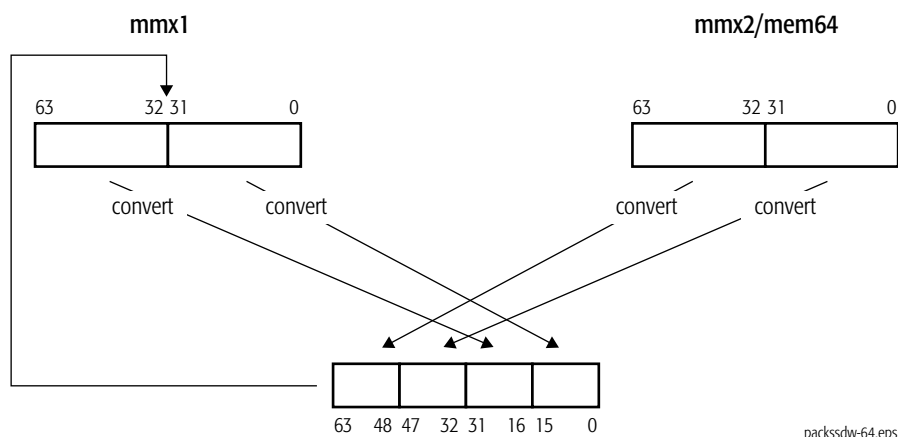 mmx1 mmx2/mem64
63 32 31 0 63 32 31 0
convert convert convert convert
63 48 47 32 31 16 15 0
packssdw-64.eps